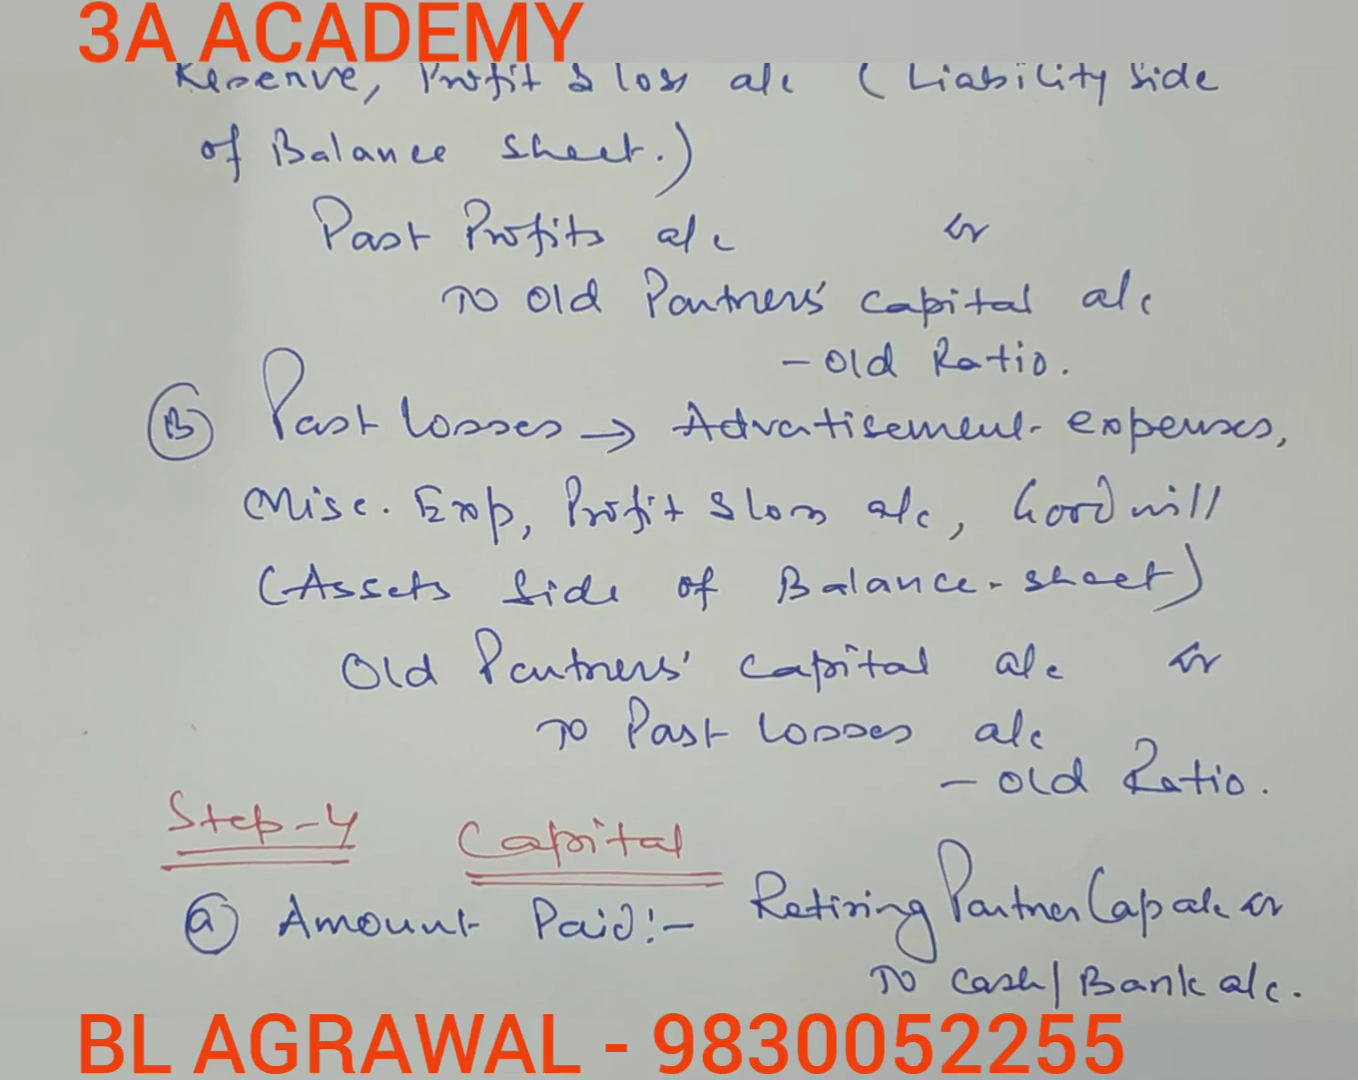 3A ACADEMY
Reserve, Profit & loss a/c (Liability side
of Balance sheet.)
Past Profits a/c Dr
To Old Partners' Capital a/c
- Old Ratio.
(B) Past losses → Advertisement expenses,
Misc. Exp, Profit & loss a/c, Goodwill
(Assets side of Balance-sheet)
Old Partners' Capital a/c Dr
To Past losses a/c
- Old Ratio.
Step-4 Capital
(a) Amount Paid:- Retiring Partner Cap a/c Dr
To Cash/Bank a/c.
BL AGRAWAL - 9830052255